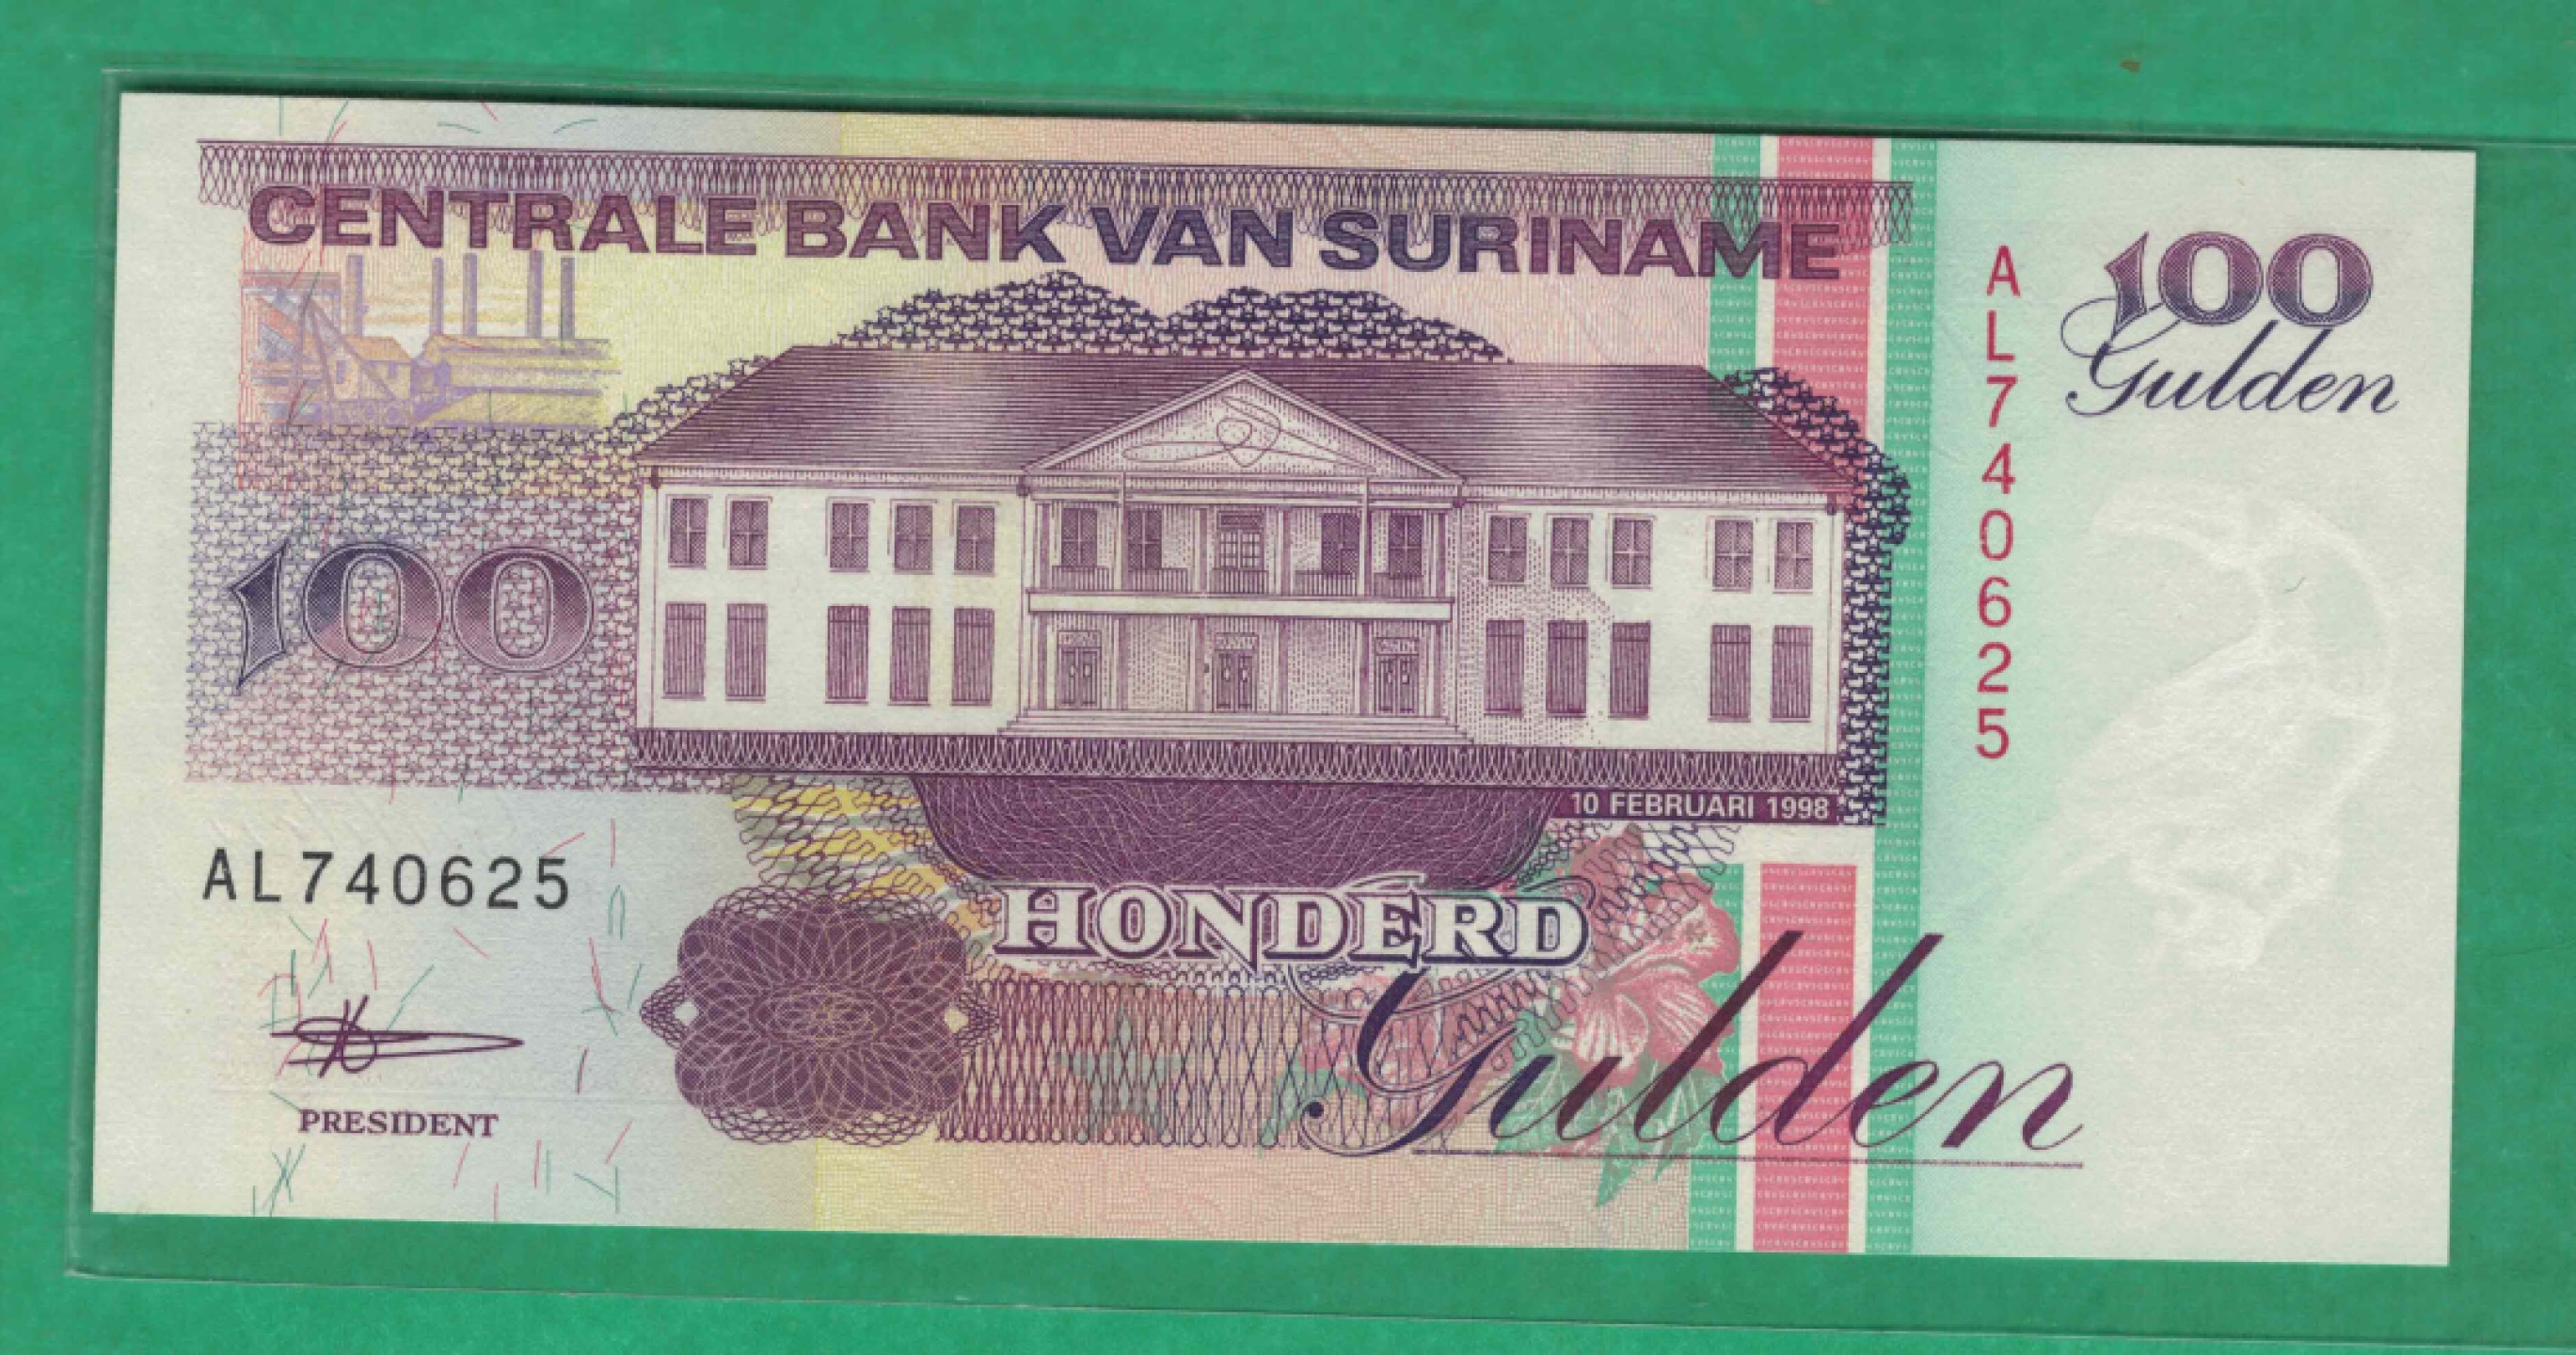 CENTRALE BANK VAN SURINAME
100
Gulden
AL740625
100
10 FEBRUARI 1998
AL740625
HONDERD
Gulden
PRESIDENT